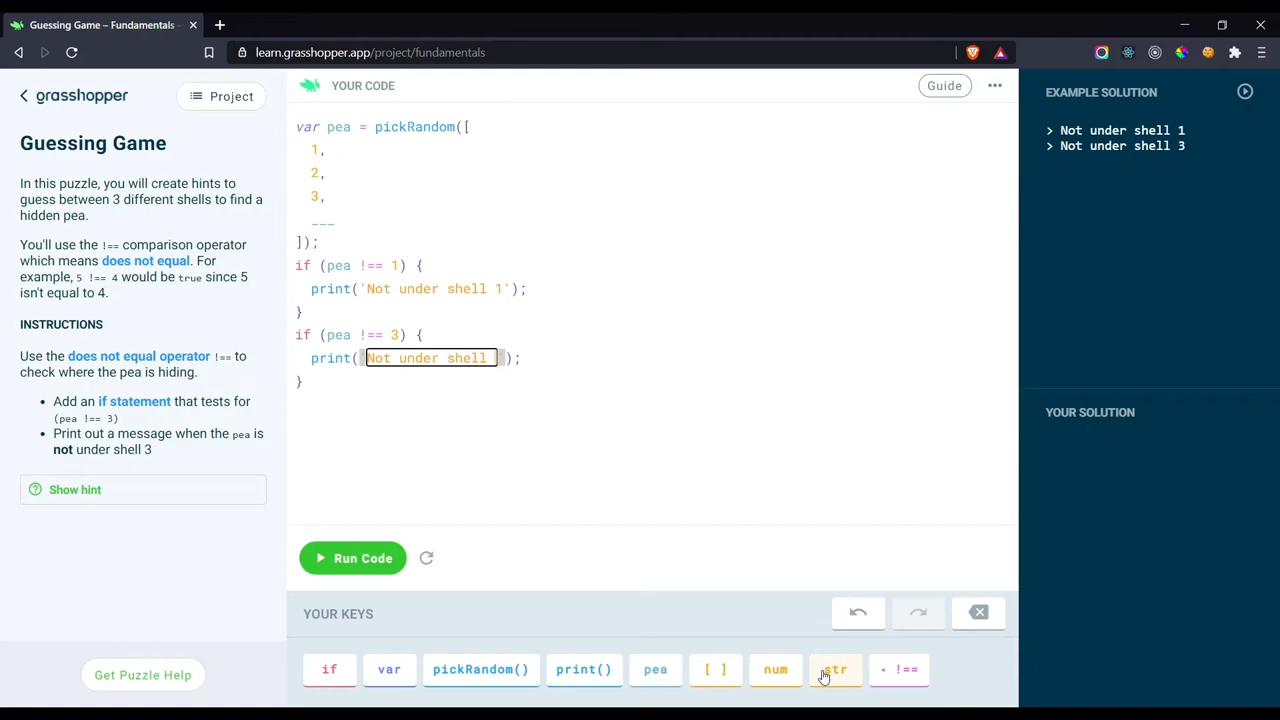 Guessing Game – Fundamentals
learn.grasshopper.app/project/fundamentals
grasshopper
Project
Guessing Game
In this puzzle, you will create hints to
guess between 3 different shells to find a
hidden pea.
You'll use the !== comparison operator
which means does not equal. For
example, 5 !== 4 would be true since 5
isn't equal to 4.
INSTRUCTIONS
Use the does not equal operator !== to
check where the pea is hiding.
• Add an if statement that tests for
(pea !== 3)
• Print out a message when the pea is
not under shell 3
Show hint
Get Puzzle Help
YOUR CODE
Guide
var pea = pickRandom([
1,
2,
3,
___
]);
if (pea !== 1) {
print('Not under shell 1');
}
if (pea !== 3) {
print('Not under shell ');
}
Run Code
YOUR KEYS
if
var
pickRandom()
print()
pea
[ ]
num
str
!==
EXAMPLE SOLUTION
> Not under shell 1
> Not under shell 3
YOUR SOLUTION